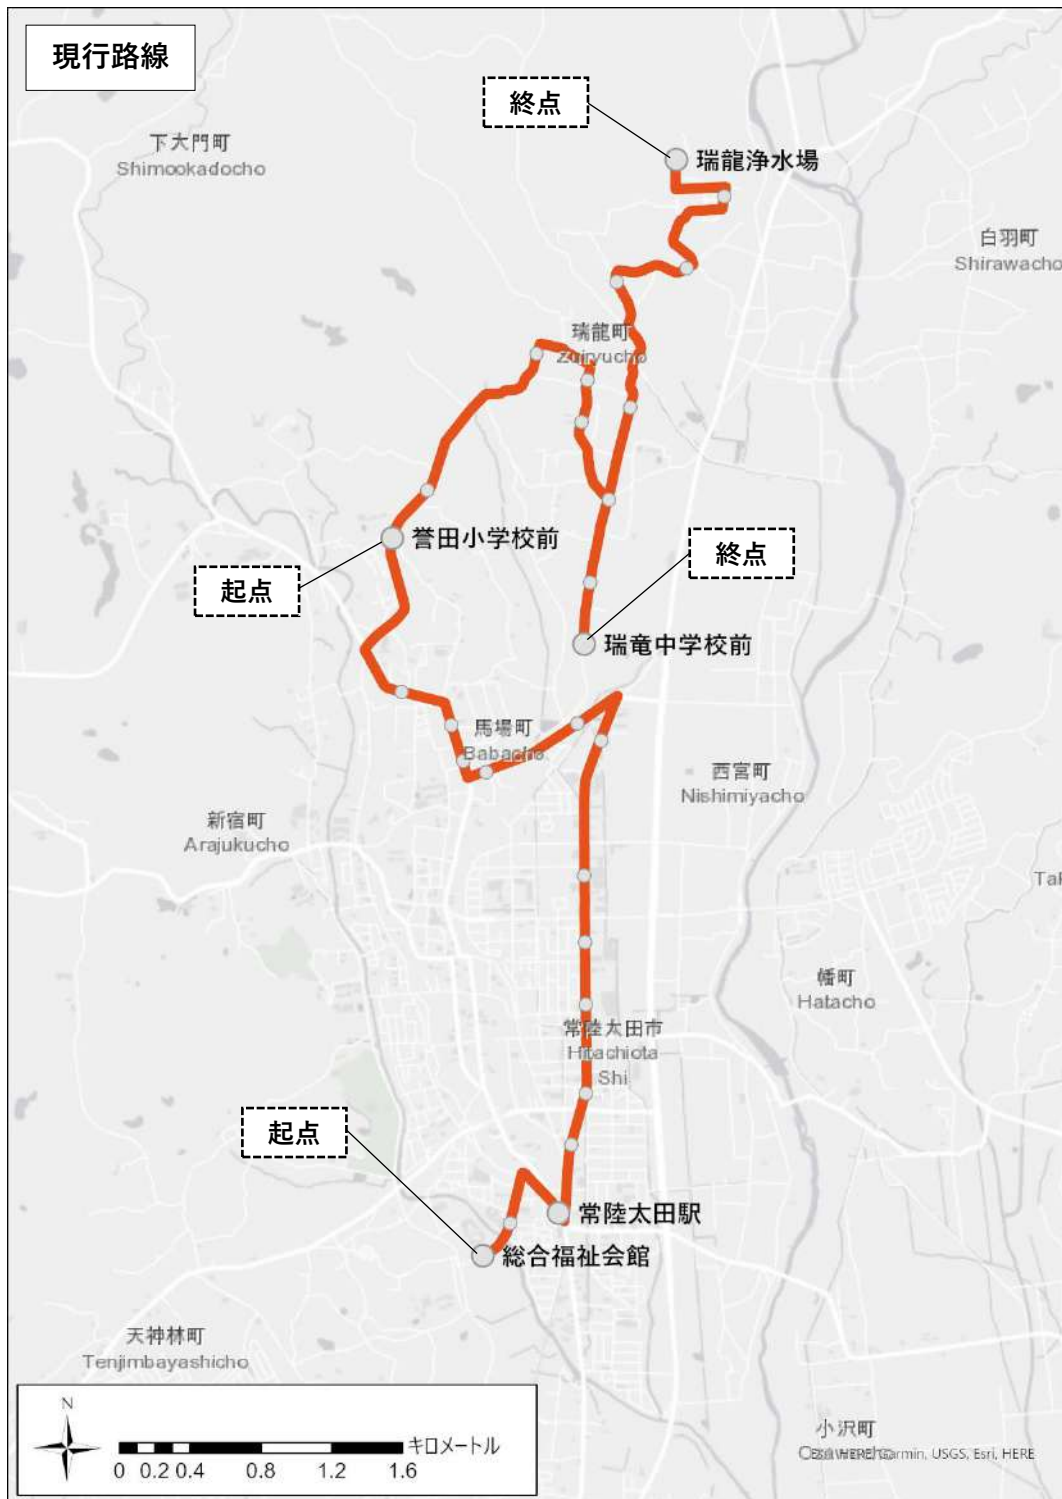 現行路線
終点
下大門町
Shimookadocho
瑞龍浄水場
白羽町
Shirawacho
瑞龍町
Zuiryucho
誉田小学校前
終点
起点
瑞竜中学校前
馬場町
Babacho
西宮町
Nishimiyacho
新宿町
Arajukucho
幡町
Hatacho
常陸太田市
Hitachiota
Shi
起点
常陸太田駅
総合福祉会館
天神林町
Tenjimbayashicho
N
キロメートル
0 0.2 0.4 0.8 1.2 1.6
小沢町
Garmin, USGS, Esri, HERE